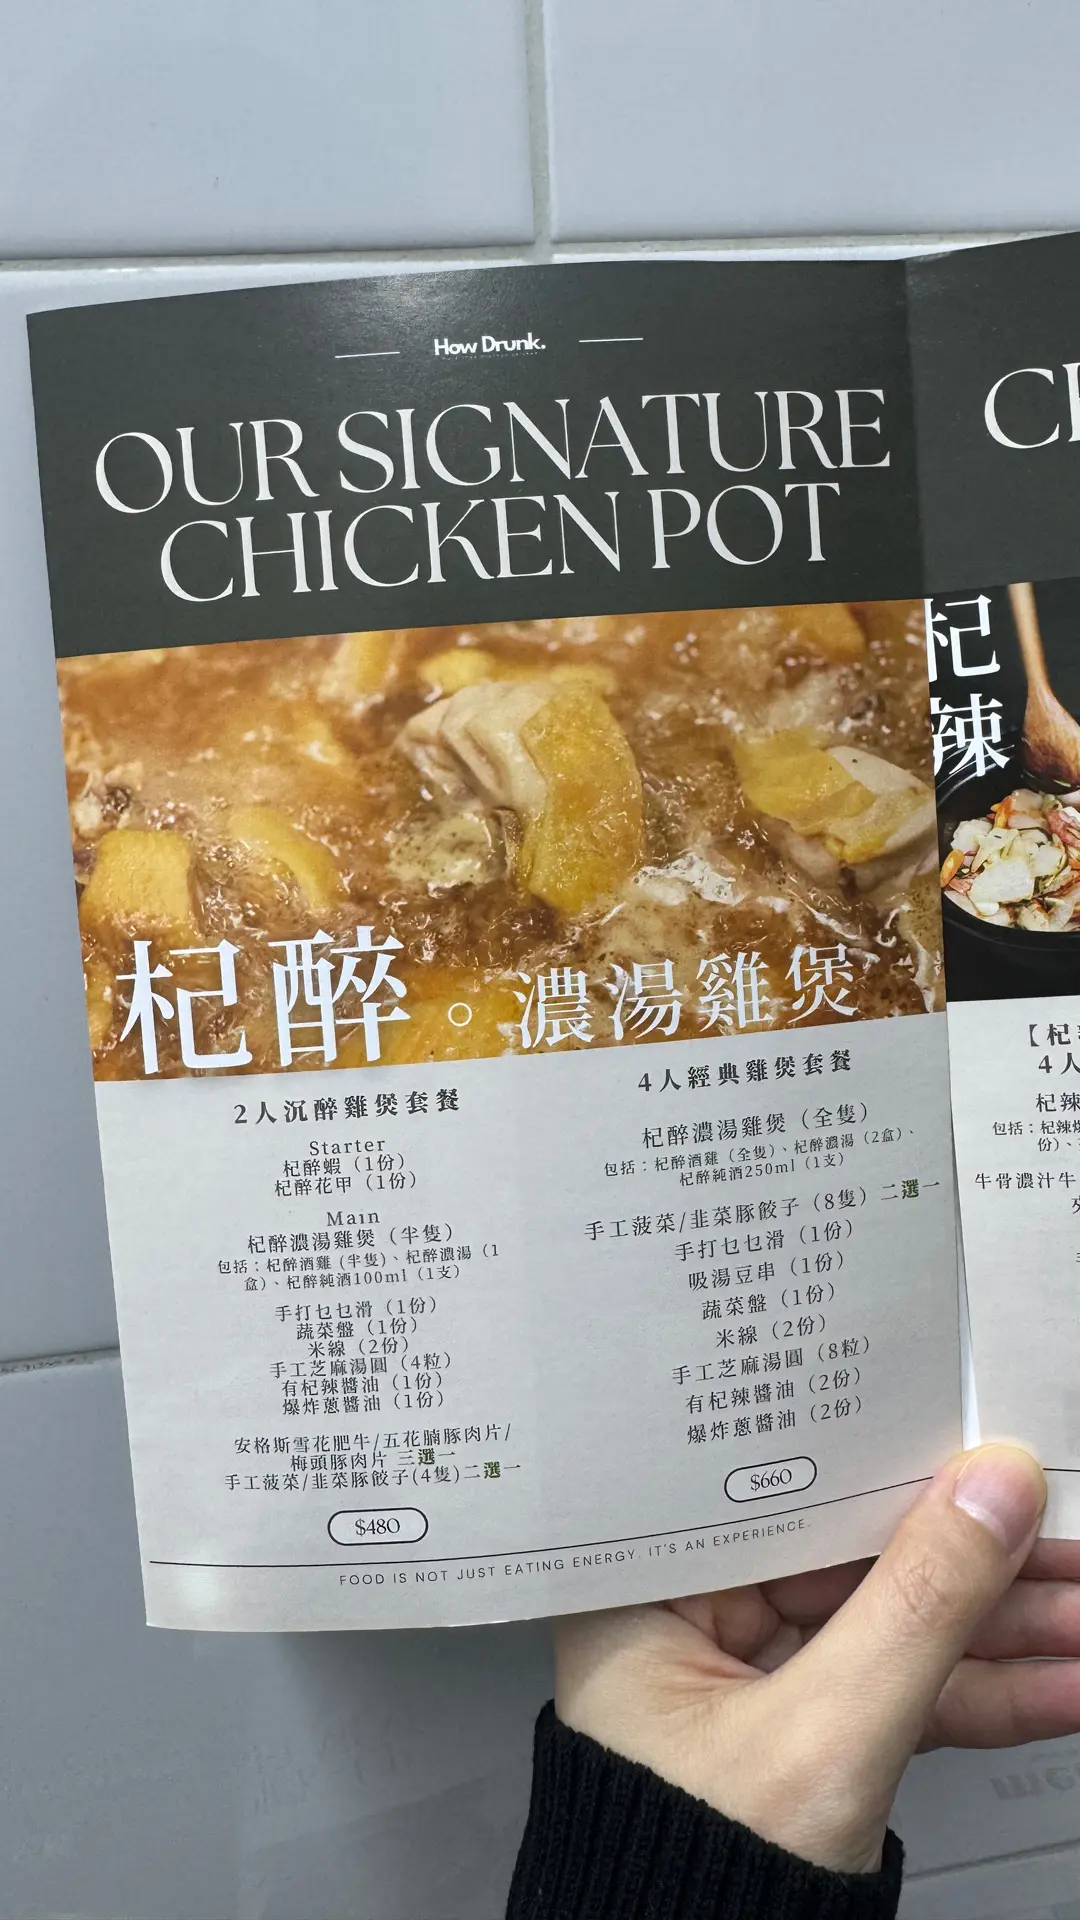 How Drunk.
OUR SIGNATURE
CHICKEN POT
杞醉。濃湯雞煲
2人沉醉雞煲套餐
Starter
杞醉蝦（1份）
杞醉花甲（1份）
Main
杞醉濃湯雞煲（半隻）
包括：杞醉酒雞（半隻）、杞醉濃湯（1
盒）、杞醉純酒100ml（1支）
手打乜乜滑（1份）
蔬菜盤（1份）
米線（2份）
手工芝麻湯圓（4粒）
有杞辣醬油（1份）
爆炸蔥醬油（1份）
安格斯雪花肥牛/五花腩豚肉片/
梅頭豚肉片 三選一
手工菠菜/韭菜豚餃子(4隻)二選一
$480
4人經典雞煲套餐
杞醉濃湯雞煲（全隻）
包括：杞醉酒雞（全隻）、杞醉濃湯（2盒）、
杞醉純酒250ml（1支）
手工菠菜/韭菜豚餃子（8隻）二選一
手打乜乜滑（1份）
吸湯豆串（1份）
蔬菜盤（1份）
米線（2份）
手工芝麻湯圓（8粒）
有杞辣醬油（2份）
爆炸蔥醬油（2份）
$660
FOOD IS NOT JUST EATING ENERGY. IT'S AN EXPERIENCE.
杞
辣
【杞
4人
杞辣
包括：杞辣
份）、
牛骨濃汁牛